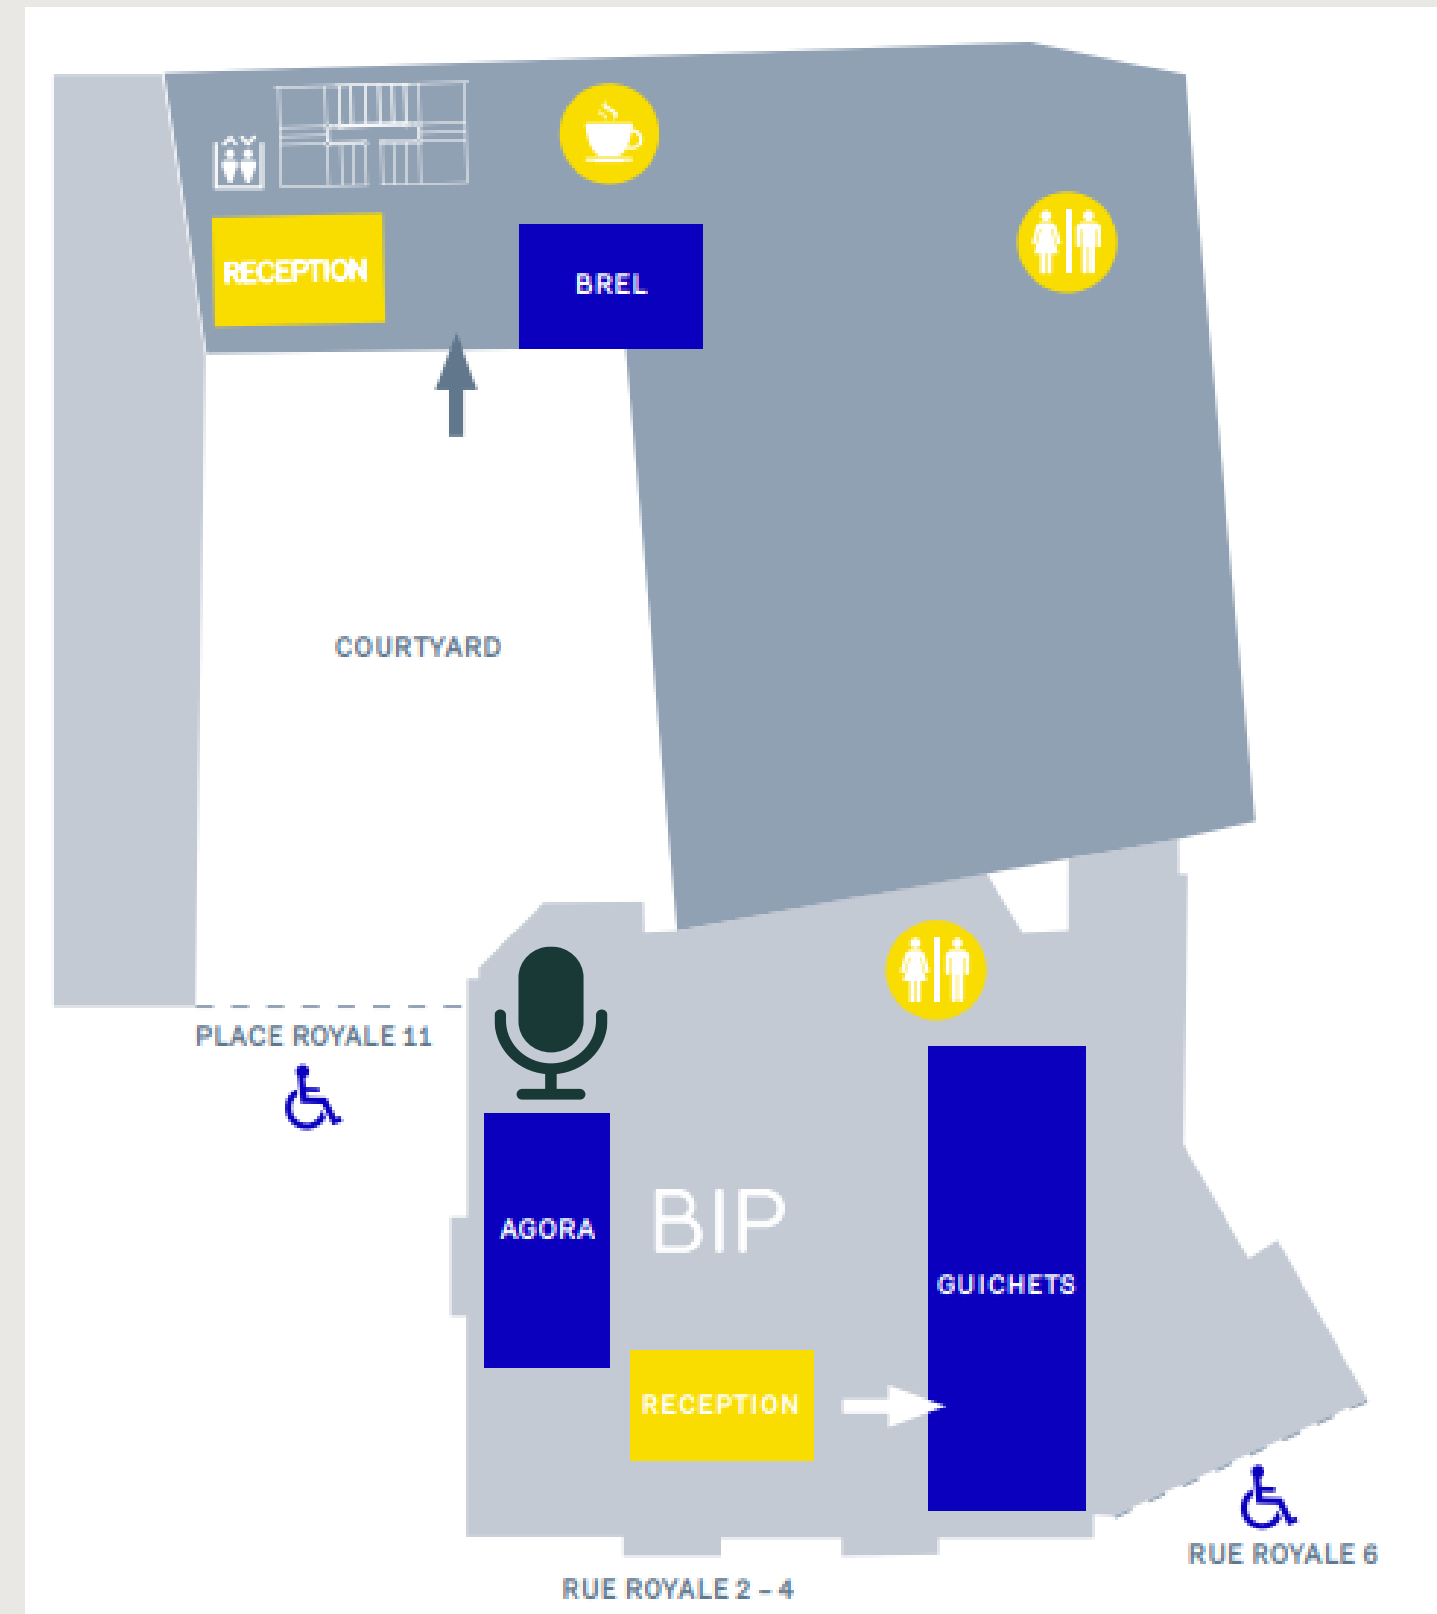 RECEPTION
BREL
COURTYARD
PLACE ROYALE 11
AGORA
BIP
GUICHETS
RECEPTION
RUE ROYALE 6
RUE ROYALE 2 – 4